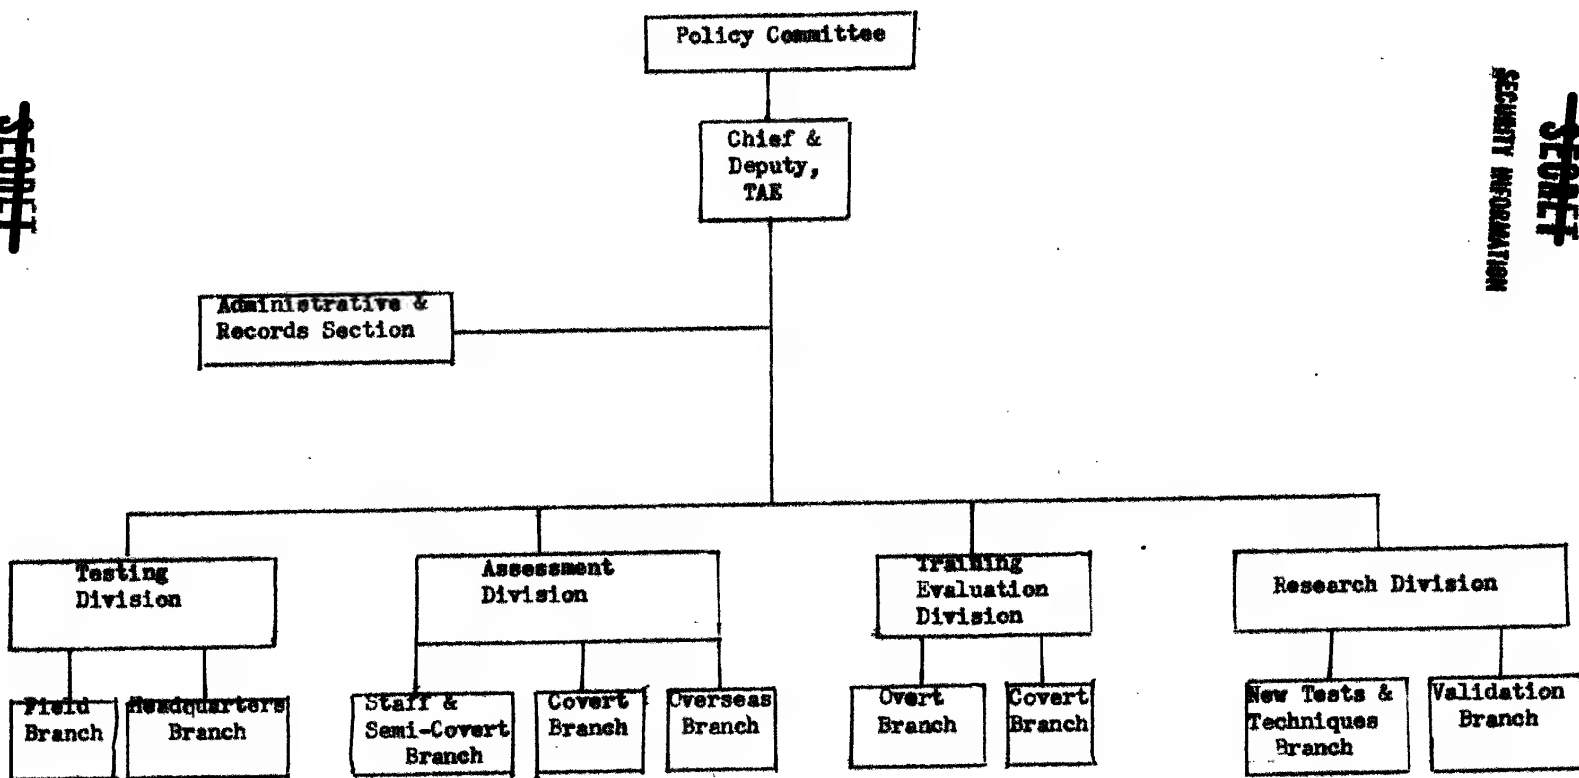 Policy Committee
SECRET
SECRET
SECURITY INFORMATION
Chief &
Deputy,
TAE
Administrative &
Records Section
Testing
Division
Assessment
Division
Training
Evaluation
Division
Research Division
Field
Branch
Headquarters
Branch
Staff &
Semi-Covert
Branch
Covert
Branch
Overseas
Branch
Overt
Branch
Covert
Branch
New Tests &
Techniques
Branch
Validation
Branch